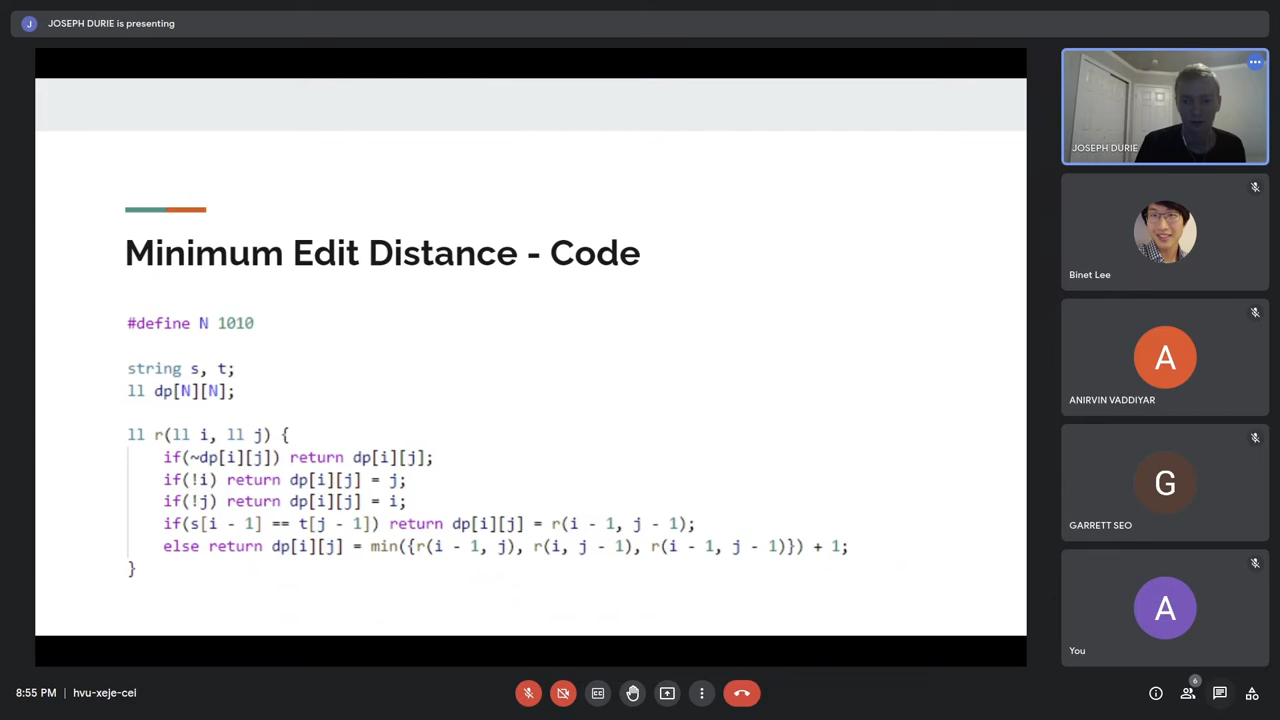 J JOSEPH DURIE is presenting
Minimum Edit Distance - Code
#define N 1010
string s, t;
ll dp[N][N];
ll r(ll i, ll j) {
if(~dp[i][j]) return dp[i][j];
if(!i) return dp[i][j] = j;
if(!j) return dp[i][j] = i;
if(s[i - 1] == t[j - 1]) return dp[i][j] = r(i - 1, j - 1);
else return dp[i][j] = min({r(i - 1, j), r(i, j - 1), r(i - 1, j - 1)}) + 1;
}
JOSEPH DURIE
Binet Lee
A
ANIRVIN VADDIYAR
G
GARRETT SEO
A
You
8:55 PM | hvu-xeje-cei
CC
6